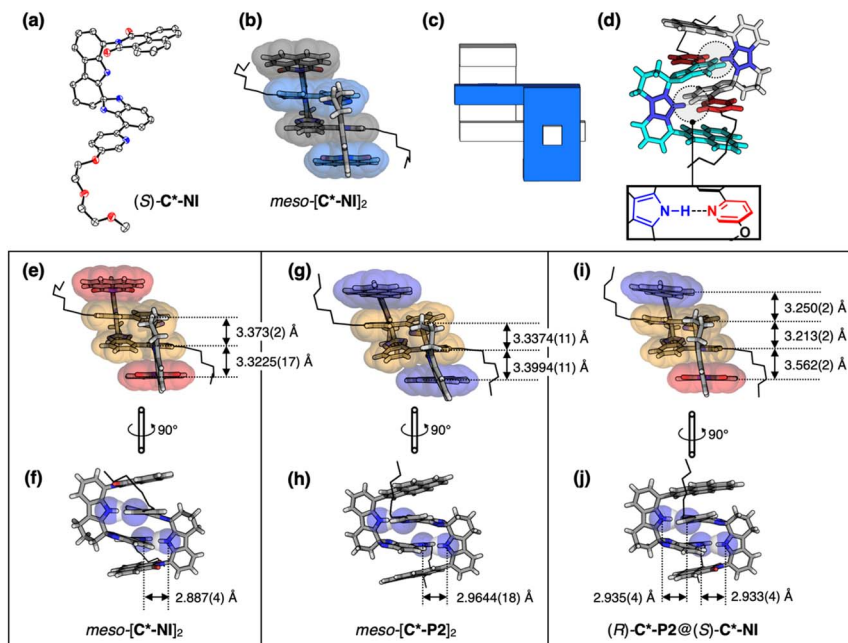 (a)
(b)
(c)
(d)
(S)-C*-NI
meso-[C*-NI]₂
N-H---N
O
(e)
(g)
(i)
3.373(2) Å
3.3225(17) Å
3.3374(11) Å
3.3994(11) Å
3.250(2) Å
3.213(2) Å
3.562(2) Å
90°
90°
90°
(f)
(h)
(j)
2.887(4) Å
2.9644(18) Å
2.935(4) Å
2.933(4) Å
meso-[C*-NI]₂
meso-[C*-P2]₂
(R)-C*-P2@(S)-C*-NI